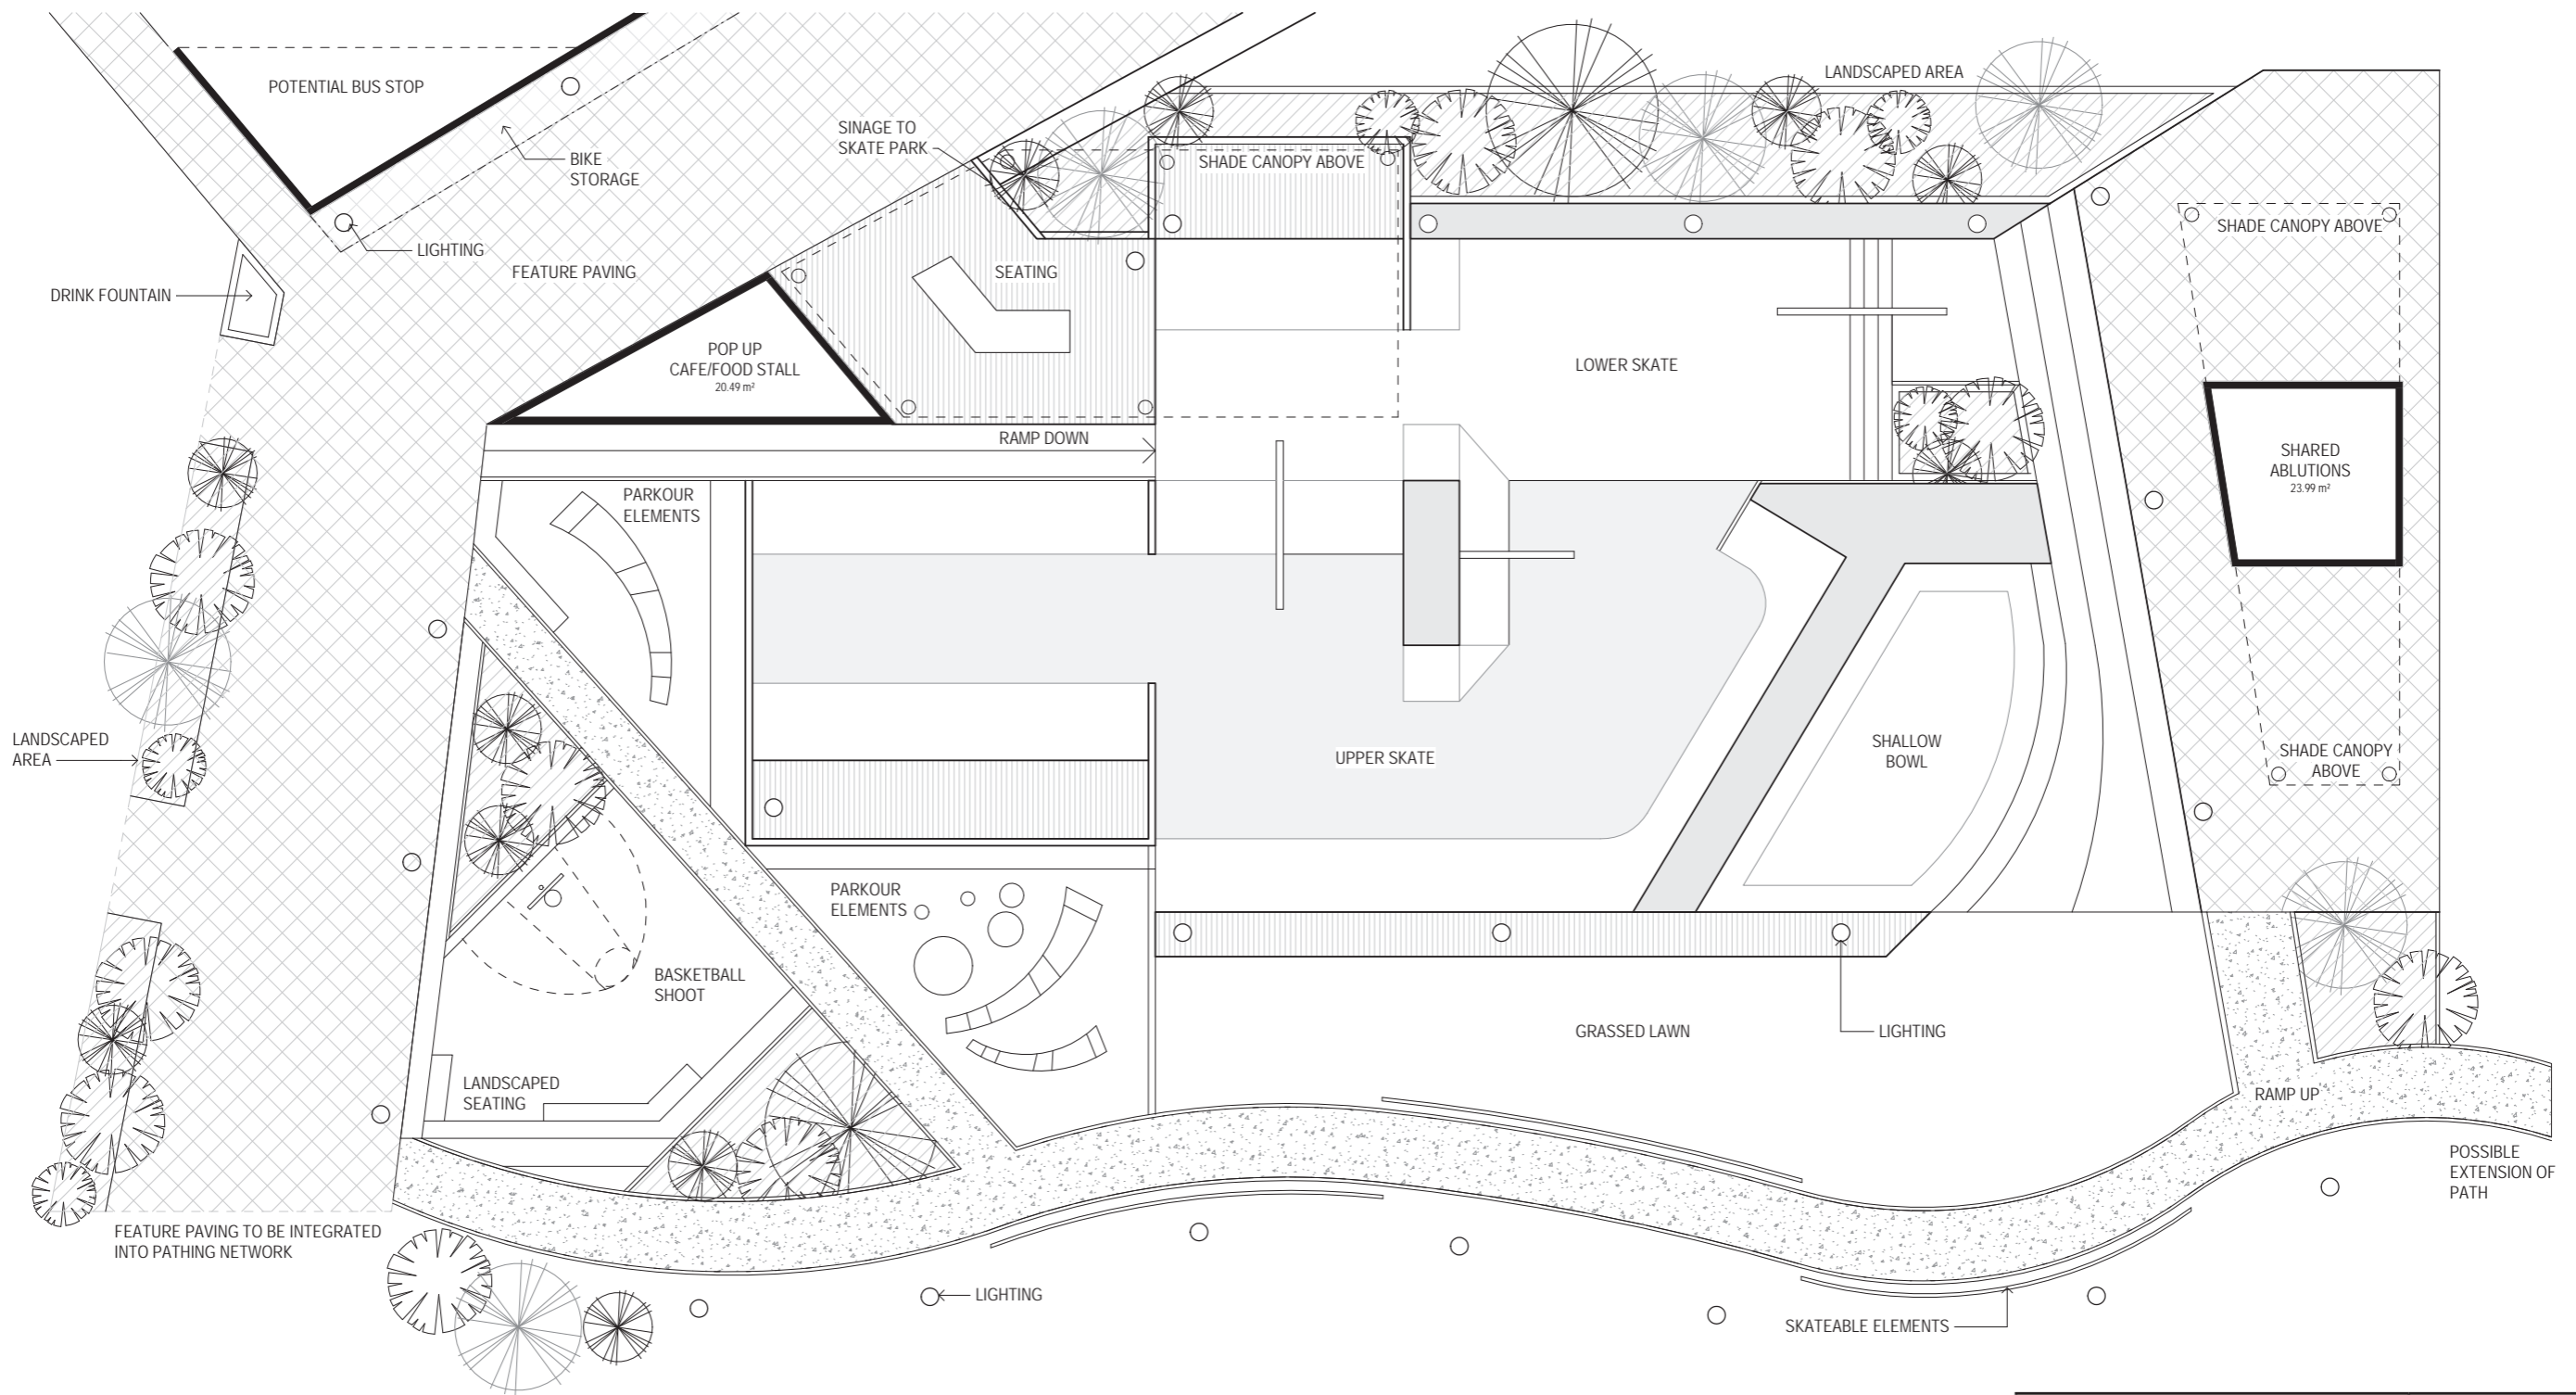 LANDSCAPED AREA
POTENTIAL BUS STOP
SINAGE TO
SKATE PARK
BIKE
STORAGE
SHADE CANOPY ABOVE
SHADE CANOPY ABOVE
LIGHTING
FEATURE PAVING
SEATING
DRINK FOUNTAIN
POP UP
CAFE/FOOD STALL
20.49 m²
LOWER SKATE
RAMP DOWN
SHARED
ABLUTIONS
23.99 m²
PARKOUR
ELEMENTS
LANDSCAPED
AREA
UPPER SKATE
SHALLOW
BOWL
SHADE CANOPY
ABOVE
PARKOUR
ELEMENTS
BASKETBALL
SHOOT
GRASSED LAWN
LIGHTING
LANDSCAPED
SEATING
RAMP UP
POSSIBLE
EXTENSION OF
PATH
FEATURE PAVING TO BE INTEGRATED
INTO PATHING NETWORK
LIGHTING
SKATEABLE ELEMENTS